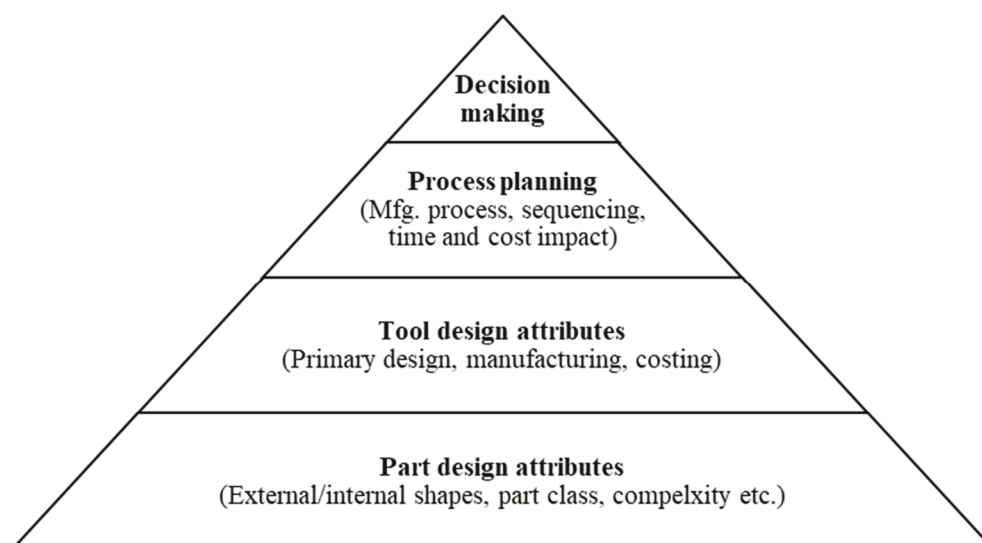 Decision
making
Process planning
(Mfg. process, sequencing,
time and cost impact)
Tool design attributes
(Primary design, manufacturing, costing)
Part design attributes
(External/internal shapes, part class, compelxity etc.)